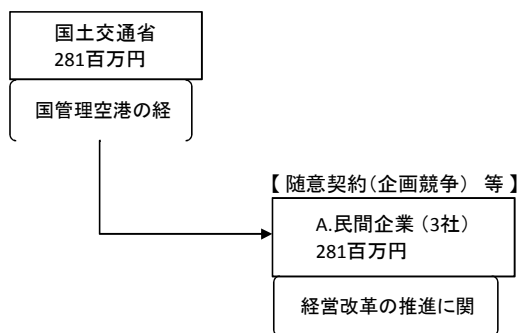 国土交通省
281百万円
国管理空港の経
【 随意契約(企画競争) 等 】
A.民間企業 (3社)
281百万円
経営改革の推進に関